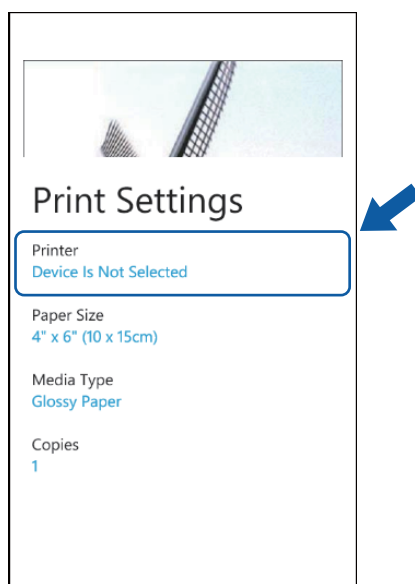 Print Settings
Printer
Device Is Not Selected
Paper Size
4" x 6" (10 x 15cm)
Media Type
Glossy Paper
Copies
1